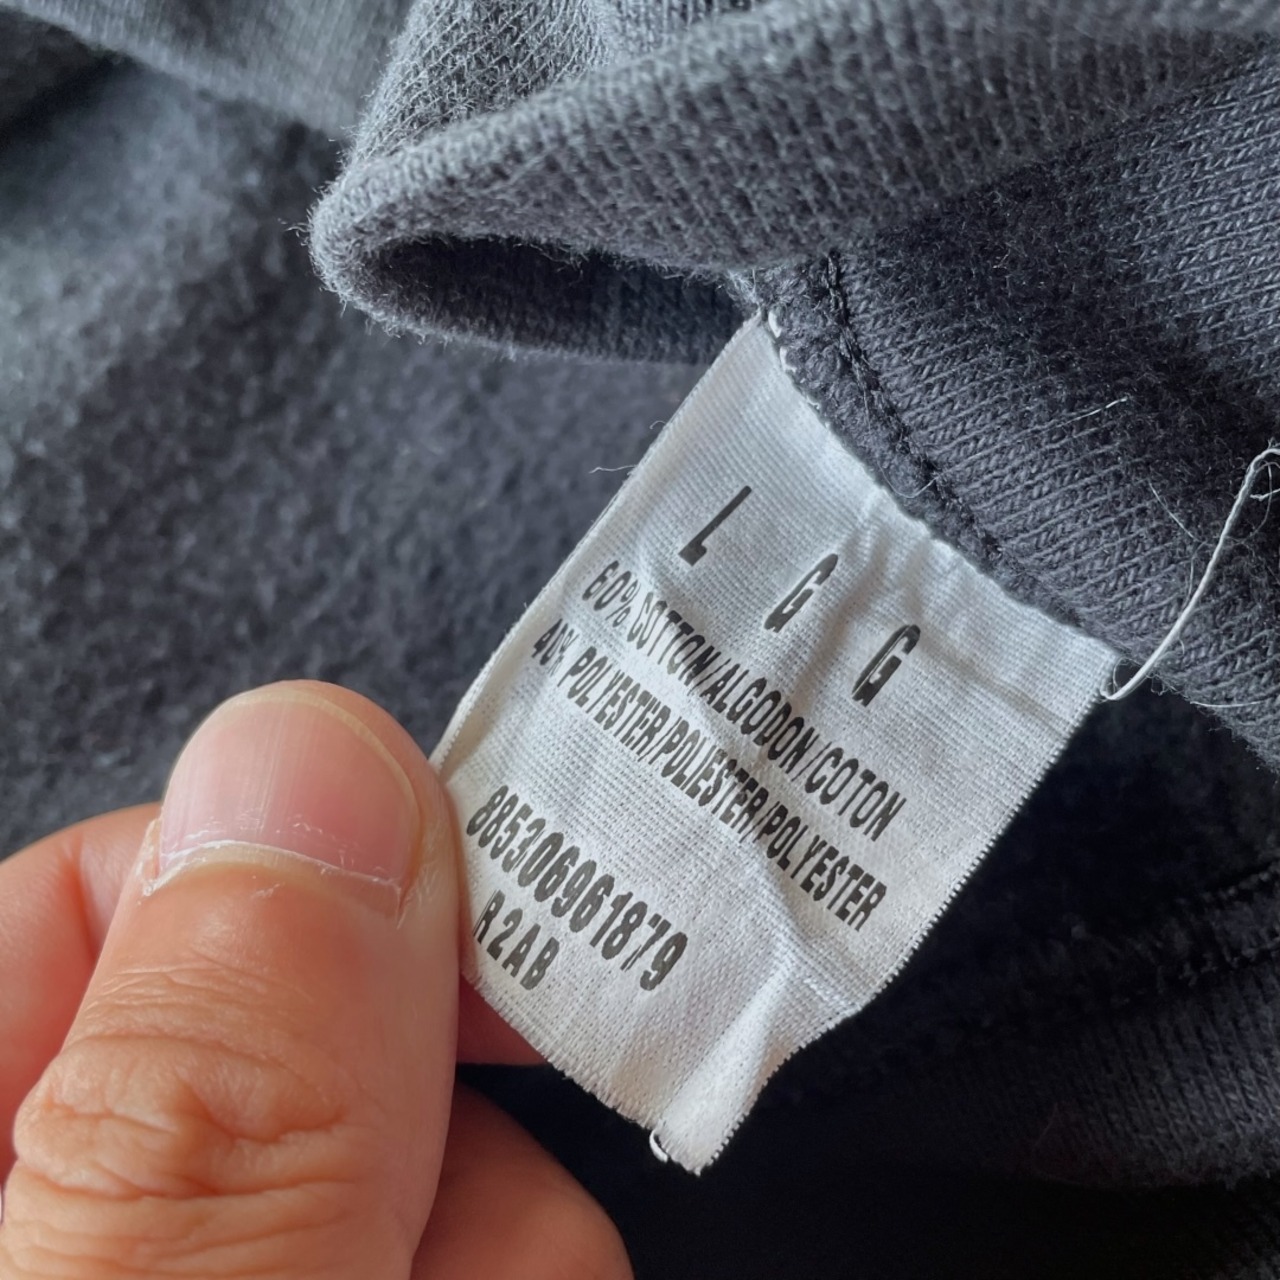 L G G
60% COTTON/ALGODON/COTON
40% POLYESTER/POLIESTER/POLYESTER
885306961879
R2AB